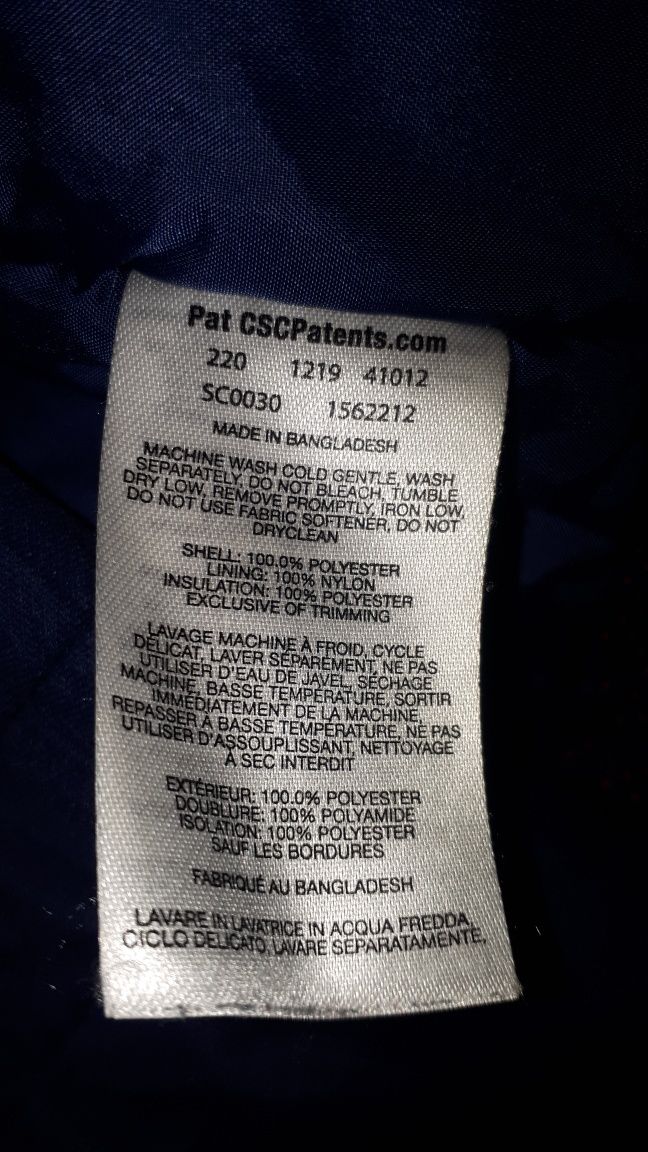 Pat CSCPatents.com
220 1219 41012
SC0030 1562212
MADE IN BANGLADESH
MACHINE WASH COLD GENTLE, WASH
SEPARATELY, DO NOT BLEACH, TUMBLE
DRY LOW, REMOVE PROMPTLY, IRON LOW,
DO NOT USE FABRIC SOFTENER, DO NOT
DRYCLEAN
SHELL: 100.0% POLYESTER
LINING: 100% NYLON
INSULATION: 100% POLYESTER
EXCLUSIVE OF TRIMMING
LAVAGE MACHINE À FROID, CYCLE
DÉLICAT, LAVER SÉPAREMENT, NE PAS
UTILISER D'EAU DE JAVEL, SÉCHAGE
MACHINE, BASSE TEMPERATURE, SORTIR
IMMÉDIATEMENT DE LA MACHINE,
REPASSER À BASSE TEMPÉRATURE, NE PAS
UTILISER D'ASSOUPLISSANT, NETTOYAGE
À SEC INTERDIT
EXTÉRIEUR: 100.0% POLYESTER
DOUBLURE: 100% POLYAMIDE
ISOLATION: 100% POLYESTER
SAUF LES BORDURES
FABRIQUÉ AU BANGLADESH
LAVARE IN LAVATRICE IN ACQUA FREDDA,
CICLO DELICATO, LAVARE SEPARATAMENTE,